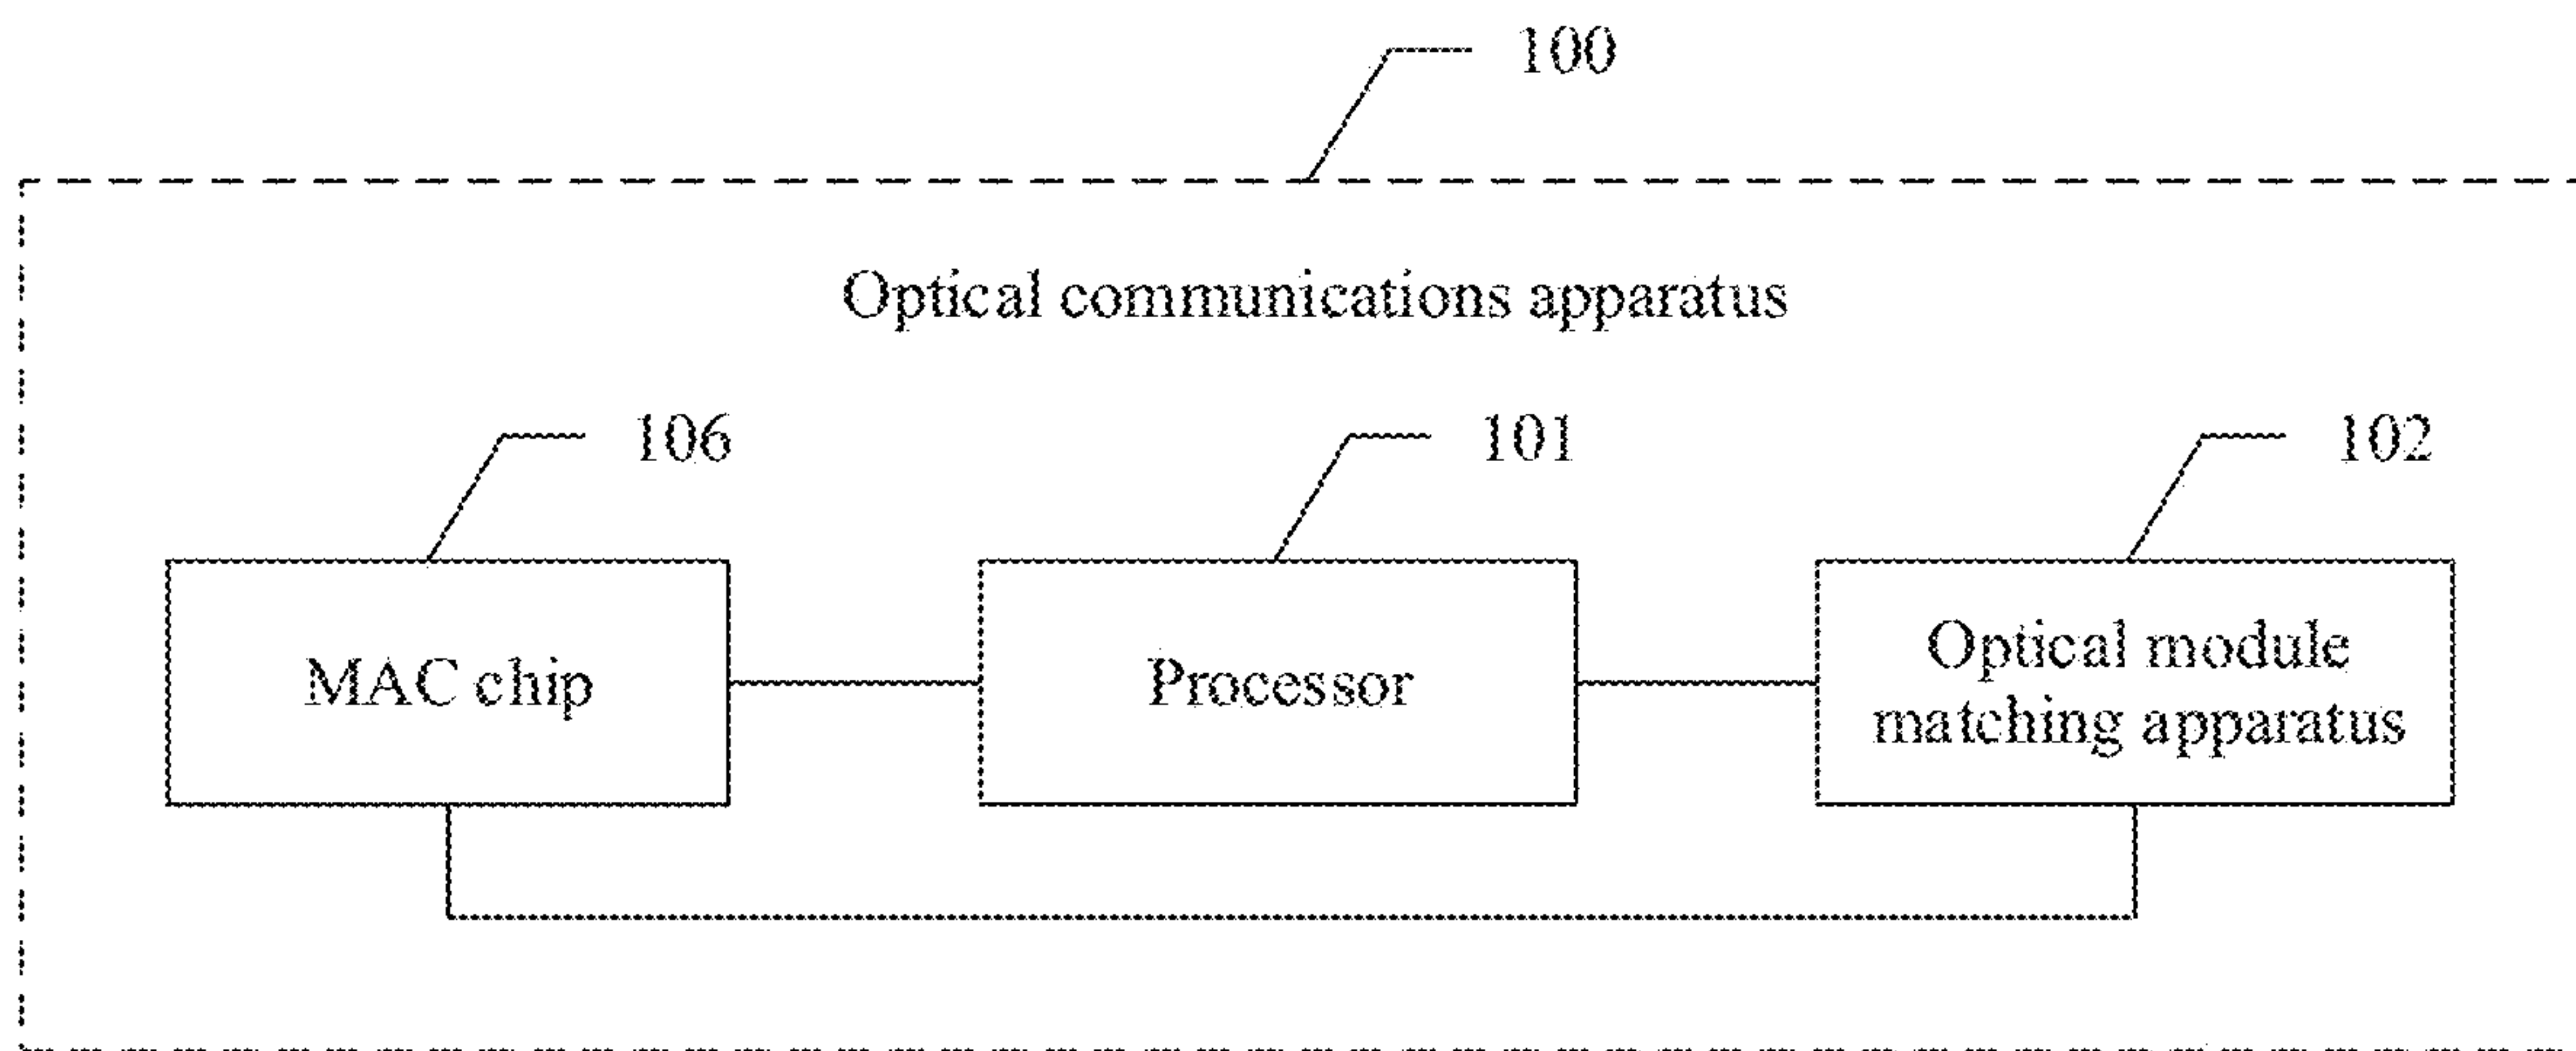 100
Optical communications apparatus
106
101
102
MAC chip
Processor
Optical module
matching apparatus